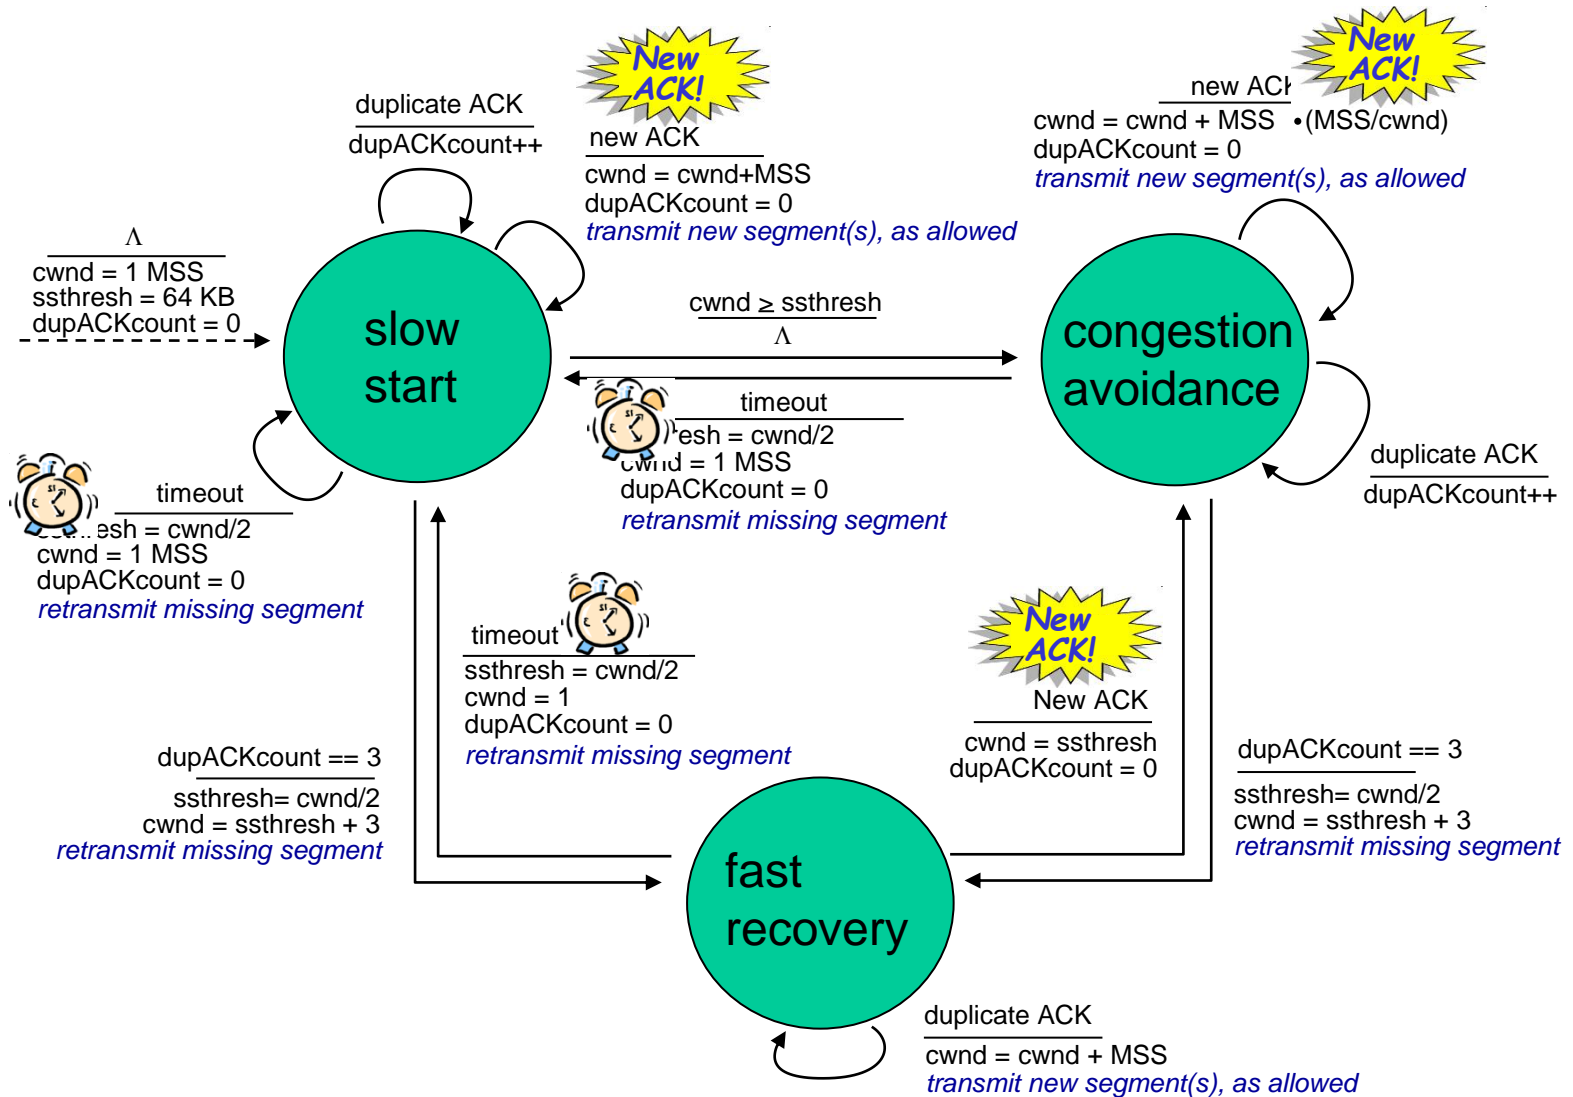 New
ACK!
duplicate ACK
dupACKcount++
new ACK
cwnd = cwnd+MSS
dupACKcount = 0
transmit new segment(s), as allowed
New
ACK!
new
cwnd = cwnd + MSS •(MSS/cwnd)
dupACKcount = 0
transmit new segment(s), as allowed
Λ
cwnd = 1 MSS
ssthresh = 64 KB
dupACKcount = 0
slow
start
cwnd ≥ ssthresh
Λ
congestion
avoidance
timeout
= cwnd/2
cwnd = 1 MSS
dupACKcount = 0
retransmit missing segment
duplicate ACK
dupACKcount++
timeout
= cwnd/2
cwnd = 1 MSS
dupACKcount = 0
retransmit missing segment
timeout
ssthresh = cwnd/2
cwnd = 1
dupACKcount = 0
retransmit missing segment
New
ACK!
New ACK
cwnd = ssthresh
dupACKcount = 0
dupACKcount == 3
ssthresh= cwnd/2
cwnd = ssthresh + 3
retransmit missing segment
dupACKcount == 3
ssthresh= cwnd/2
cwnd = ssthresh + 3
retransmit missing segment
fast
recovery
duplicate ACK
cwnd = cwnd + MSS
transmit new segment(s), as allowed